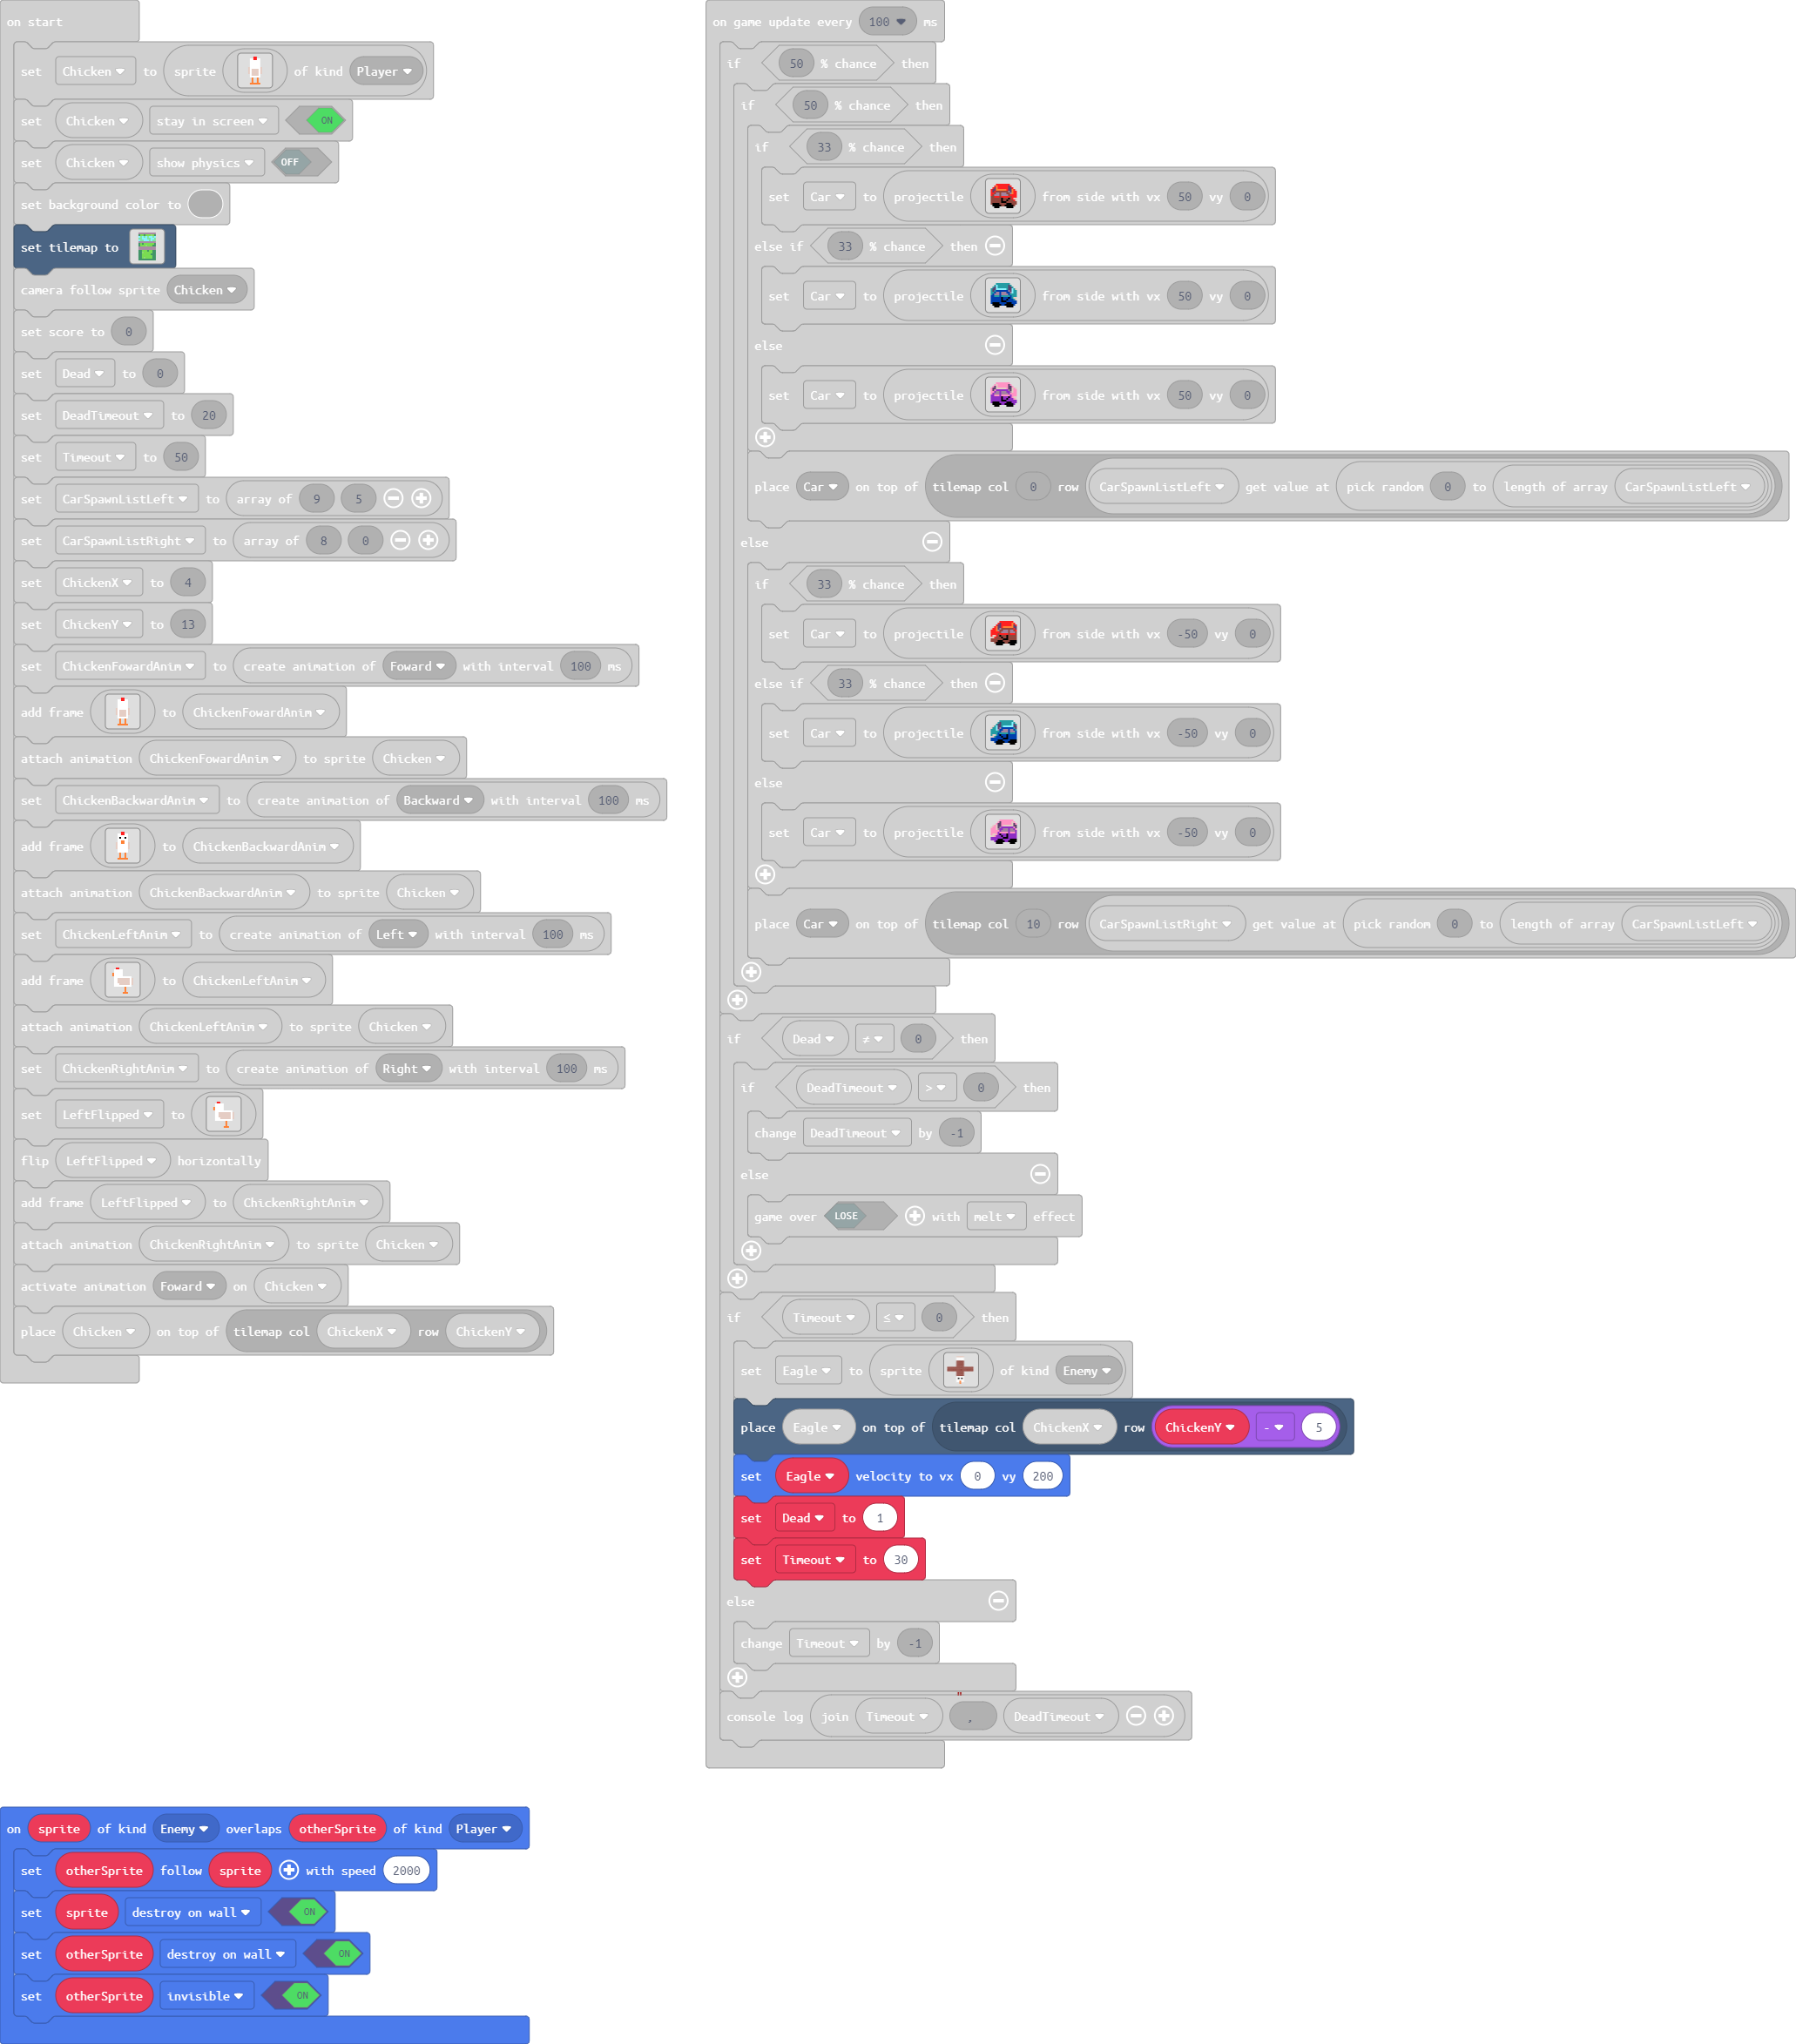 on start
set Chicken to sprite of kind Player
set Chicken stay in screen ON
set Chicken show physics OFF
set background color to
set tilemap to
camera follow sprite Chicken
set score to 0
set Dead to 0
set DeadTimeout to 20
set Timeout to 50
set CarSpawnListLeft to array of 9 5
set CarSpawnListRight to array of 8 0
set ChickenX to 4
set ChickenY to 13
set ChickenFowardAnim to create animation of Foward with interval 100 ms
add frame to ChickenFowardAnim
attach animation ChickenFowardAnim to sprite Chicken
set ChickenBackwardAnim to create animation of Backward with interval 100 ms
add frame to ChickenBackwardAnim
attach animation ChickenBackwardAnim to sprite Chicken
set ChickenLeftAnim to create animation of Left with interval 100 ms
add frame to ChickenLeftAnim
attach animation ChickenLeftAnim to sprite Chicken
set ChickenRightAnim to create animation of Right with interval 100 ms
set LeftFlipped to
flip LeftFlipped horizontally
add frame LeftFlipped to ChickenRightAnim
attach animation ChickenRightAnim to sprite Chicken
activate animation Foward on Chicken
place Chicken on top of tilemap col ChickenX row ChickenY
on game update every 100 ms
if 50 % chance then
if 50 % chance then
if 33 % chance then
set Car to projectile from side with vx 50 vy 0
else if 33 % chance then
set Car to projectile from side with vx 50 vy 0
else
set Car to projectile from side with vx 50 vy 0
place Car on top of tilemap col 0 row CarSpawnListLeft get value at pick random 0 to length of array CarSpawnListLeft
else
if 33 % chance then
set Car to projectile from side with vx -50 vy 0
else if 33 % chance then
set Car to projectile from side with vx -50 vy 0
else
set Car to projectile from side with vx -50 vy 0
place Car on top of tilemap col 10 row CarSpawnListRight get value at pick random 0 to length of array CarSpawnListLeft
if Dead ≠ 0 then
if DeadTimeout > 0 then
change DeadTimeout by -1
else
game over LOSE with melt effect
if Timeout ≤ 0 then
set Eagle to sprite of kind Enemy
place Eagle on top of tilemap col ChickenX row ChickenY - 5
set Eagle velocity to vx 0 vy 200
set Dead to 1
set Timeout to 30
else
change Timeout by -1
console log join Timeout " , DeadTimeout
on sprite of kind Enemy overlaps otherSprite of kind Player
set otherSprite follow sprite with speed 2000
set sprite destroy on wall ON
set otherSprite destroy on wall ON
set otherSprite invisible ON